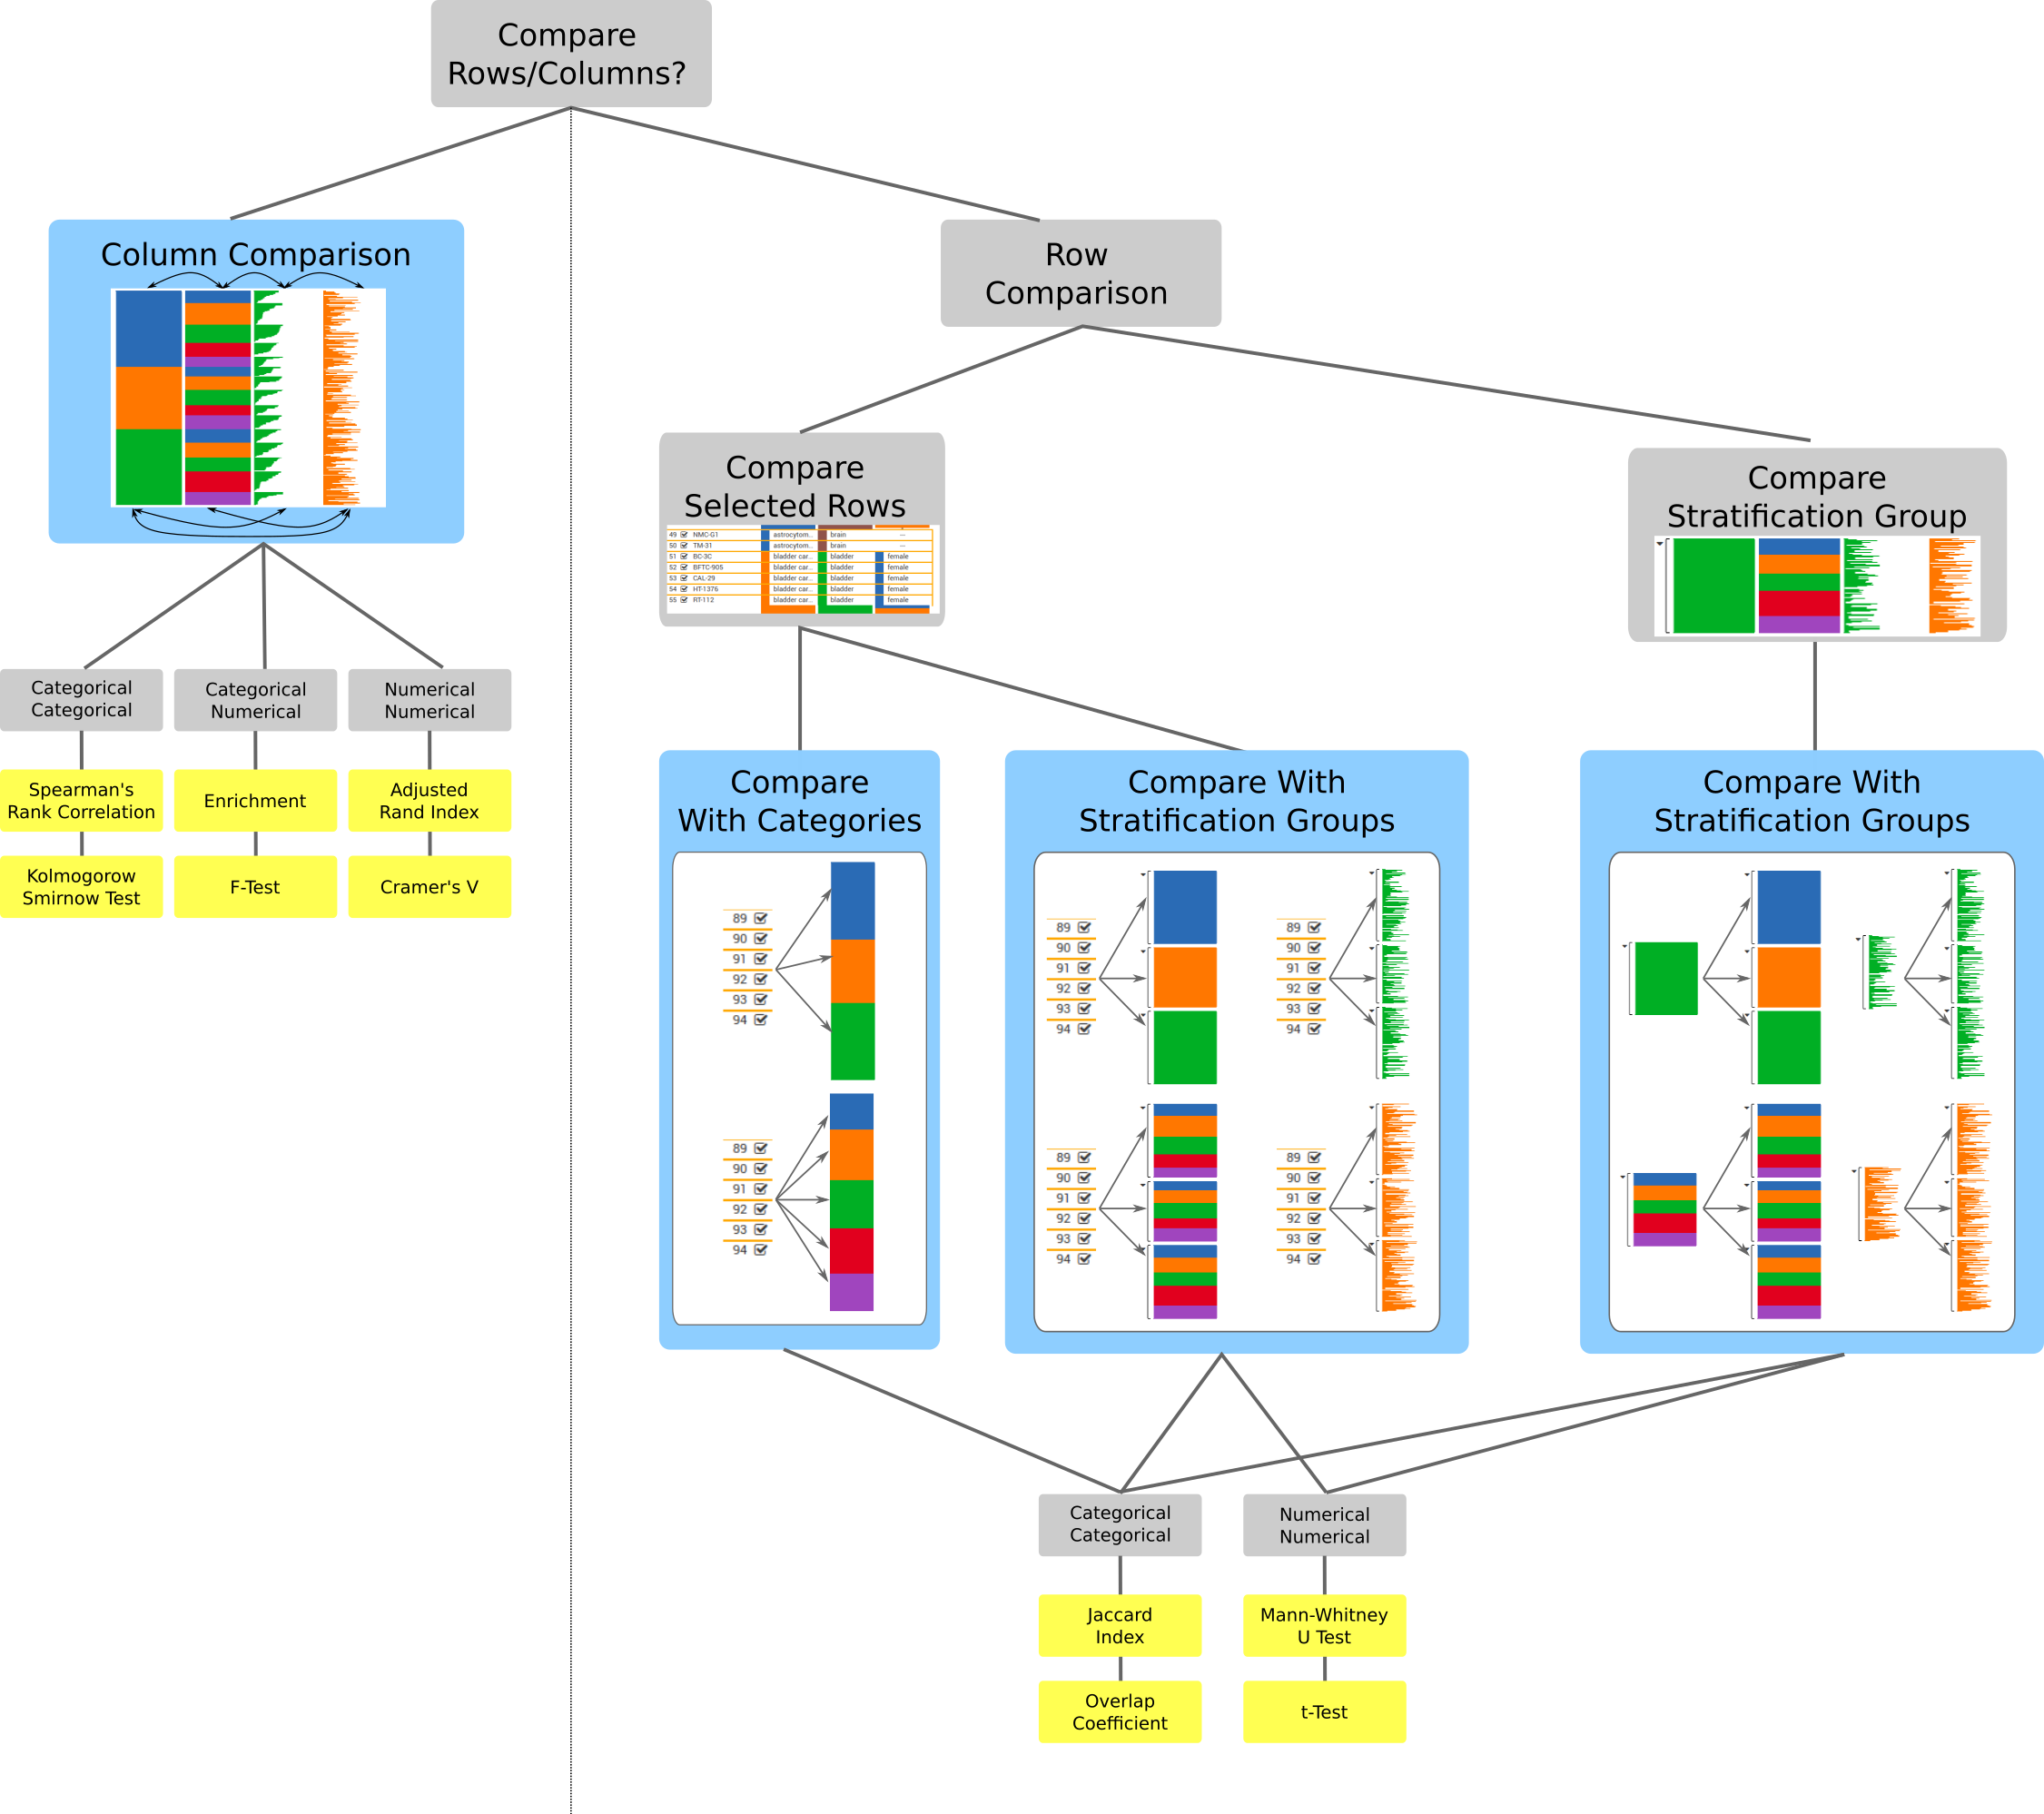 Compare
Rows/Columns?
Column Comparison
Row
Comparison
Compare
Selected Rows
49 NMC-G1 astrocytom... brain ---
50 TM-31 astrocytom... brain ---
51 BC-3C bladder car... bladder female
52 BFTC-905 bladder car... bladder female
53 CAL-29 bladder car... bladder female
54 HT-1376 bladder car... bladder female
55 RT-112 bladder car... bladder female
Compare
Stratification Group
Categorical
Categorical
Categorical
Numerical
Numerical
Numerical
Spearman's
Rank Correlation
Enrichment
Adjusted
Rand Index
Kolmogorow
Smirnow Test
F-Test
Cramer's V
Compare
With Categories
89
90
91
92
93
94
89
90
91
92
93
94
Compare With
Stratification Groups
89
90
91
92
93
94
89
90
91
92
93
94
89
90
91
92
93
94
89
90
91
92
93
94
Compare With
Stratification Groups
Categorical
Categorical
Numerical
Numerical
Jaccard
Index
Mann-Whitney
U Test
Overlap
Coefficient
t-Test